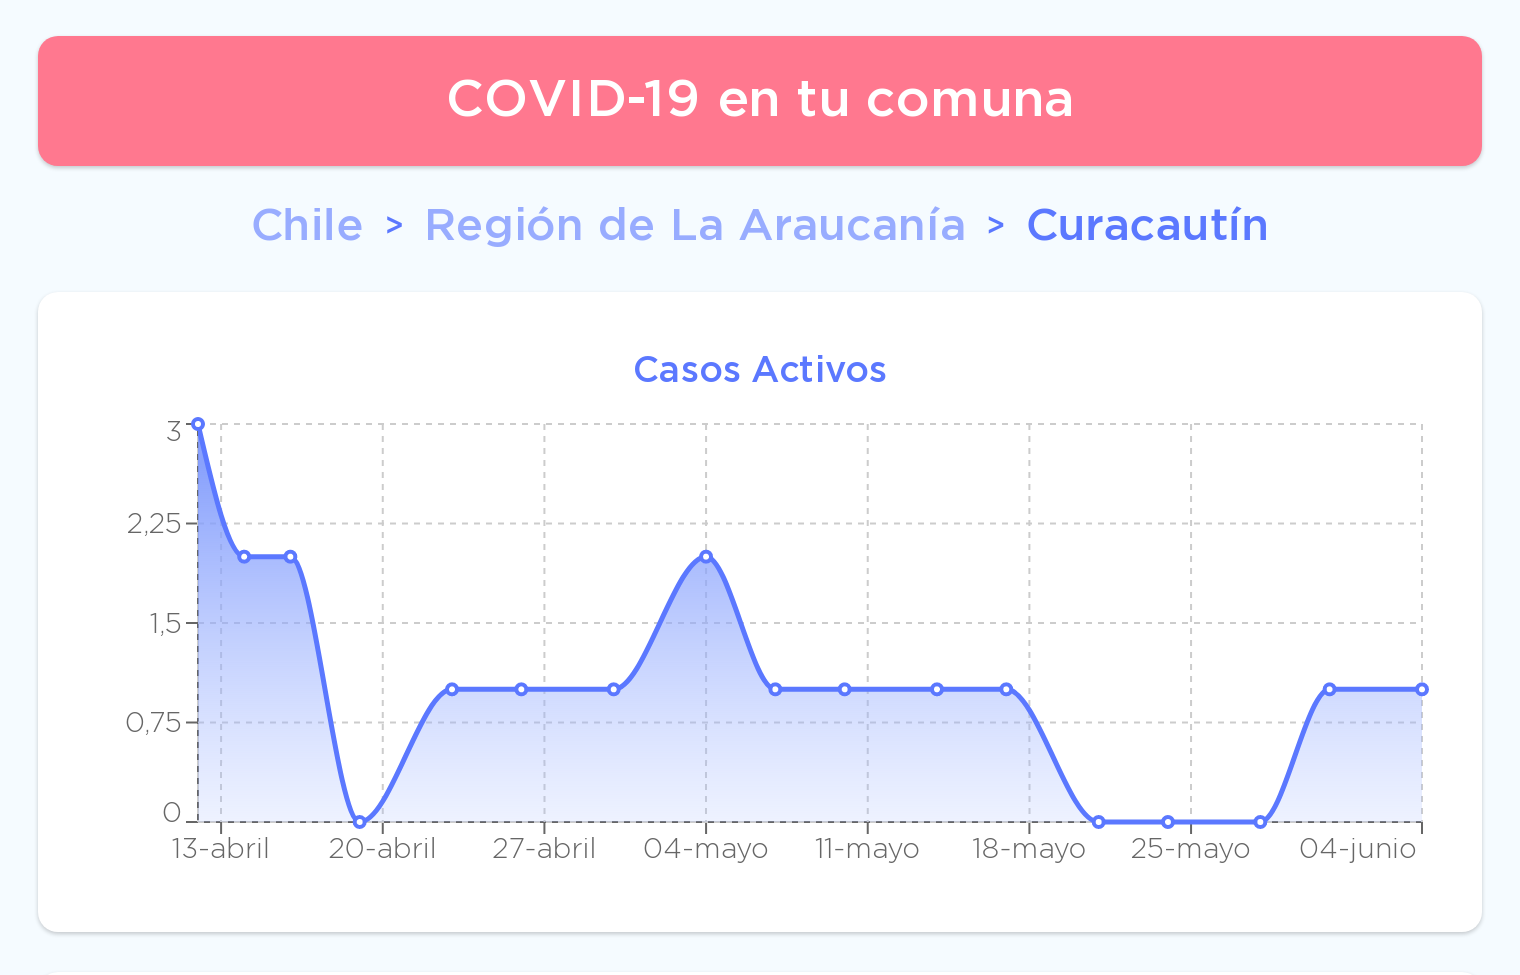 COVID-19 en tu comuna
Chile > Región de La Araucanía > Curacautín
Casos Activos
3
2,25
1,5
0,75
0
13-abril 20-abril 27-abril 04-mayo 11-mayo 18-mayo 25-mayo 04-junio